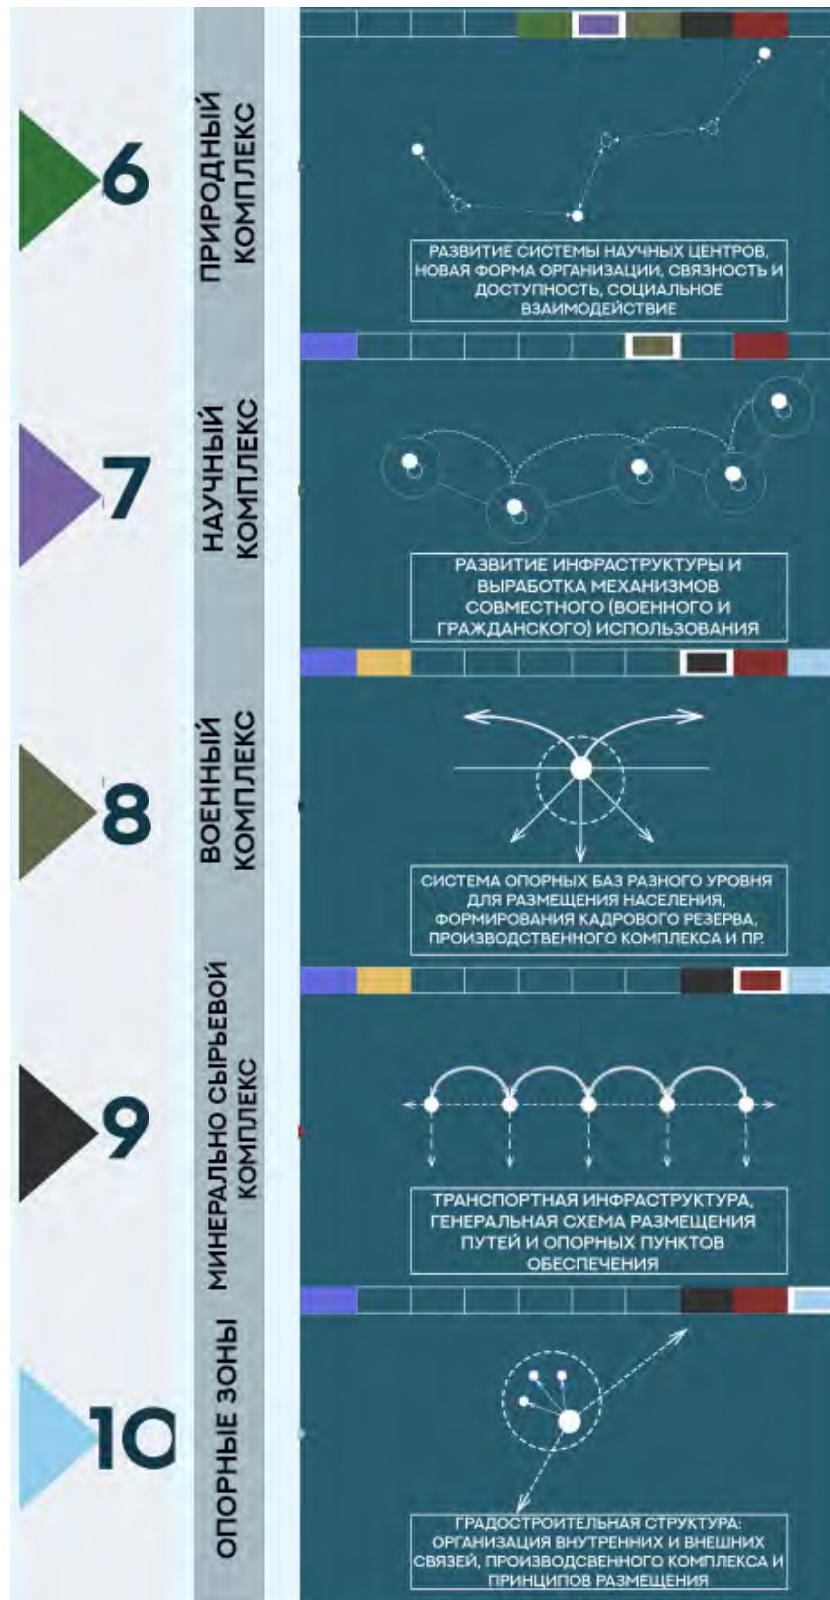 6
ПРИРОДНЫЙ
КОМПЛЕКС
РАЗВИТИЕ СИСТЕМЫ НАУЧНЫХ ЦЕНТРОВ,
НОВАЯ ФОРМА ОРГАНИЗАЦИИ, СВЯЗНОСТЬ И
ДОСТУПНОСТЬ, СОЦИАЛЬНОЕ
ВЗАИМОДЕЙСТВИЕ
7
НАУЧНЫЙ
КОМПЛЕКС
РАЗВИТИЕ ИНФРАСТРУКТУРЫ И
ВЫРАБОТКА МЕХАНИЗМОВ
СОВМЕСТНОГО (ВОЕННОГО И
ГРАЖДАНСКОГО) ИСПОЛЬЗОВАНИЯ
8
ВОЕННЫЙ
КОМПЛЕКС
СИСТЕМА ОПОРНЫХ БАЗ РАЗНОГО УРОВНЯ
ДЛЯ РАЗМЕЩЕНИЯ НАСЕЛЕНИЯ,
ФОРМИРОВАНИЯ КАДРОВОГО РЕЗЕРВА,
ПРОИЗВОДСТВЕННОГО КОМПЛЕКСА И ПР.
9
МИНЕРАЛЬНО СЫРЬЕВОЙ
КОМПЛЕКС
ТРАНСПОРТНАЯ ИНФРАСТРУКТУРА,
ГЕНЕРАЛЬНАЯ СХЕМА РАЗМЕЩЕНИЯ
ПУТЕЙ И ОПОРНЫХ ПУНКТОВ
ОБЕСПЕЧЕНИЯ
10
ОПОРНЫЕ ЗОНЫ
ГРАДОСТРОИТЕЛЬНАЯ СТРУКТУРА:
ОРГАНИЗАЦИЯ ВНУТРЕННИХ И ВНЕШНИХ
СВЯЗЕЙ, ПРОИЗВОДСВЕННОГО КОМПЛЕКСА И
ПРИНЦИПОВ РАЗМЕЩЕНИЯ